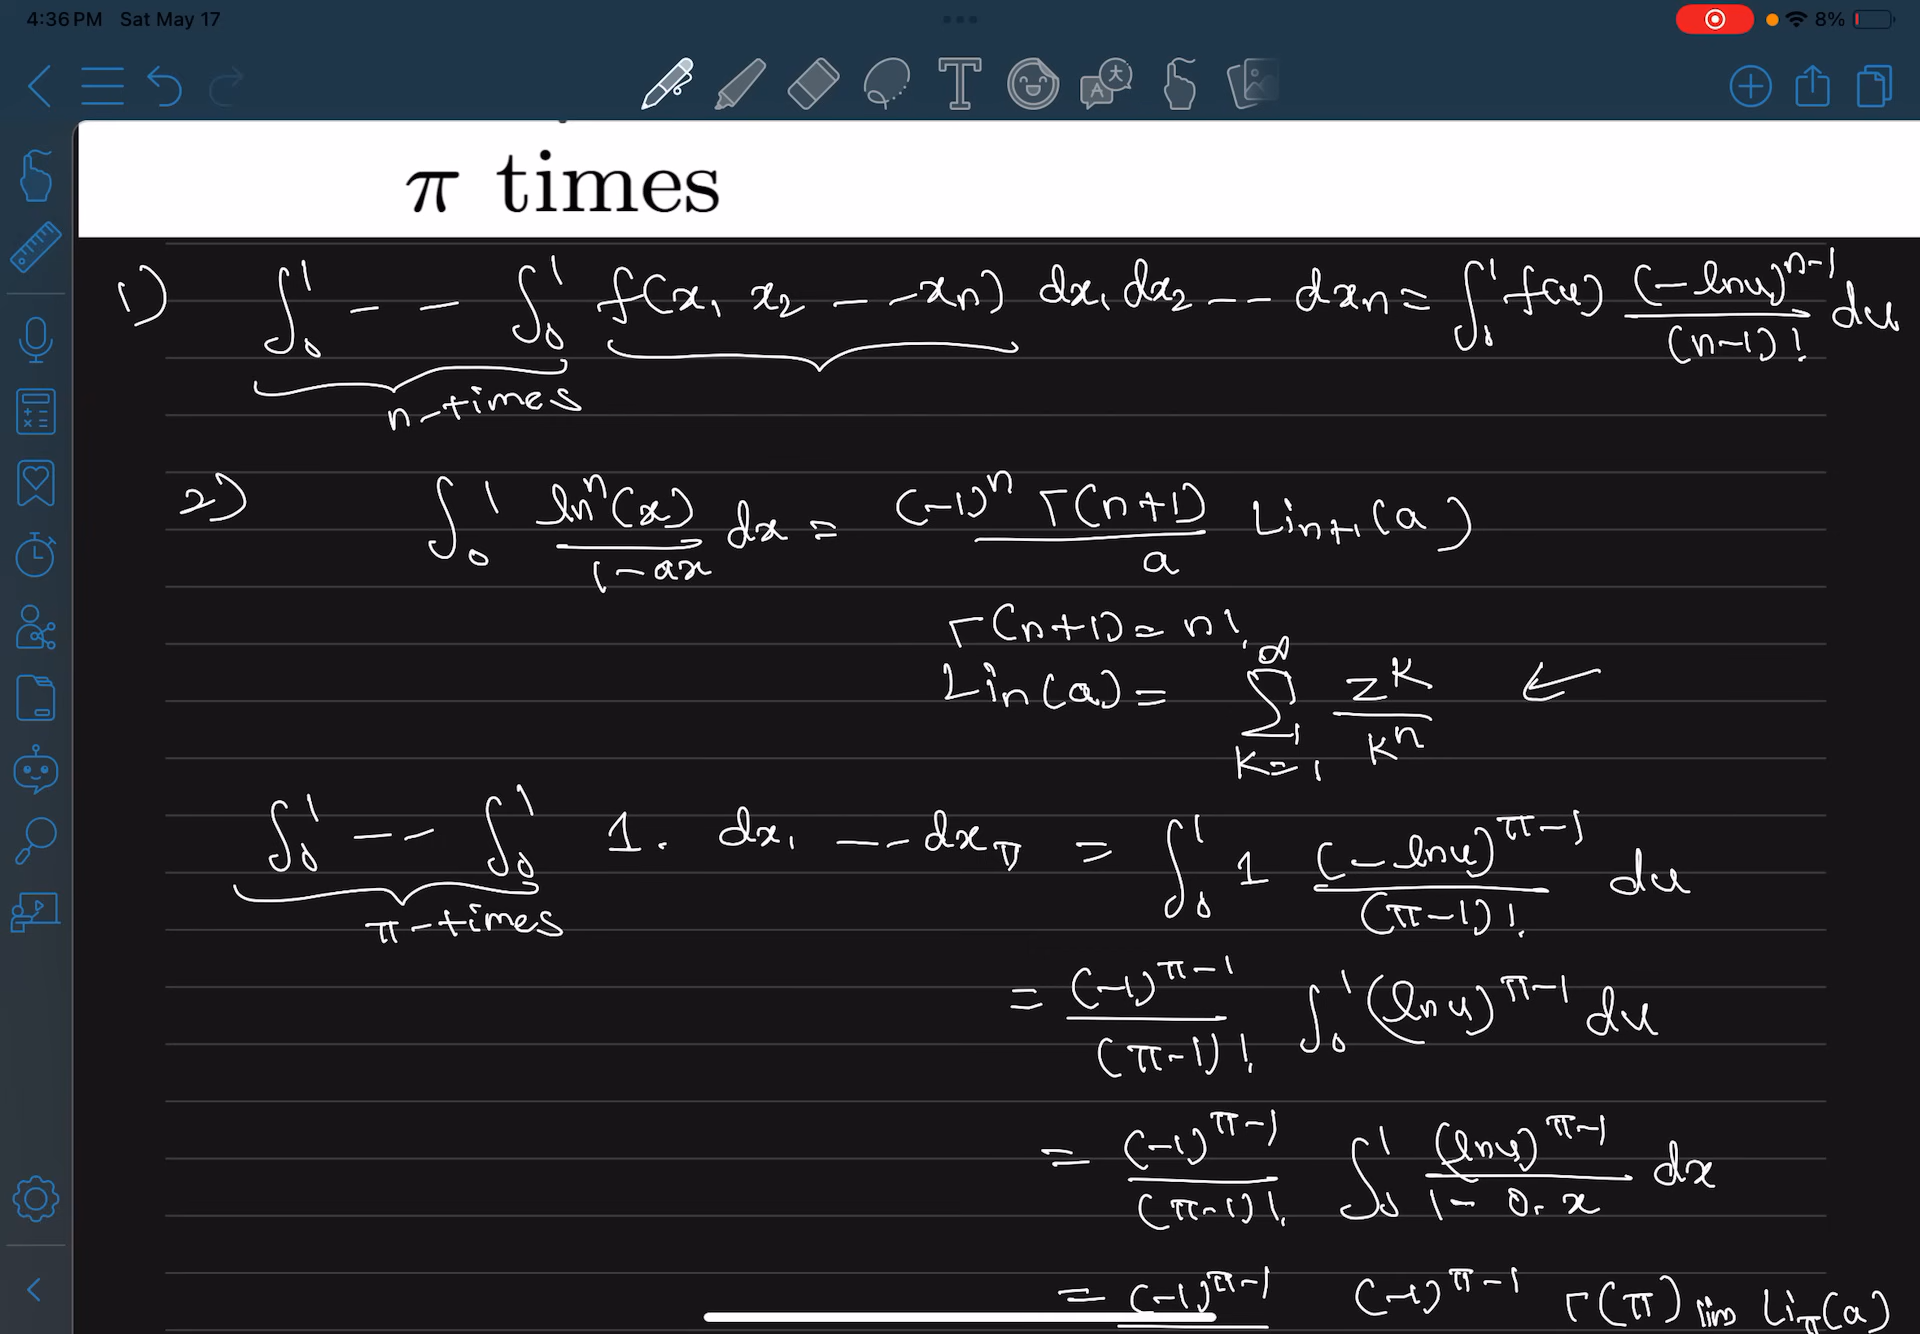 4:36 PM Sat May 17
8%
π times
1) ∫₀¹ -- ∫₀¹ f(x₁ x₂ -- -xₙ) dx₁ dx₂ -- dxₙ = ∫₀¹ f(u) (-ln u)ⁿ⁻¹/(n-1)! du
n-times
2) ∫₀¹ lnⁿ(x)/(1-ax) dx = (-1)ⁿ Γ(n+1)/a Liₙ₊₁(a)
Γ(n+1) = n!
Liₙ(a) = ∑_{k=1}^∞ z^k/kⁿ ←
∫₀¹ --- ∫₀¹ 1. dx₁ --- dx_π = ∫₀¹ 1 (-ln u)^{π-1}/(π-1)! du
π-times
= (-1)^{π-1}/(π-1)! ∫₀¹ (ln u)^{π-1} du
= (-1)^{π-1}/(π-1)! ∫₀¹ (ln u)^{π-1}/(1- 0. x) dx
= (-1)^{π-1} (-1)^{π-1} Γ(π) lim Li_π(a)